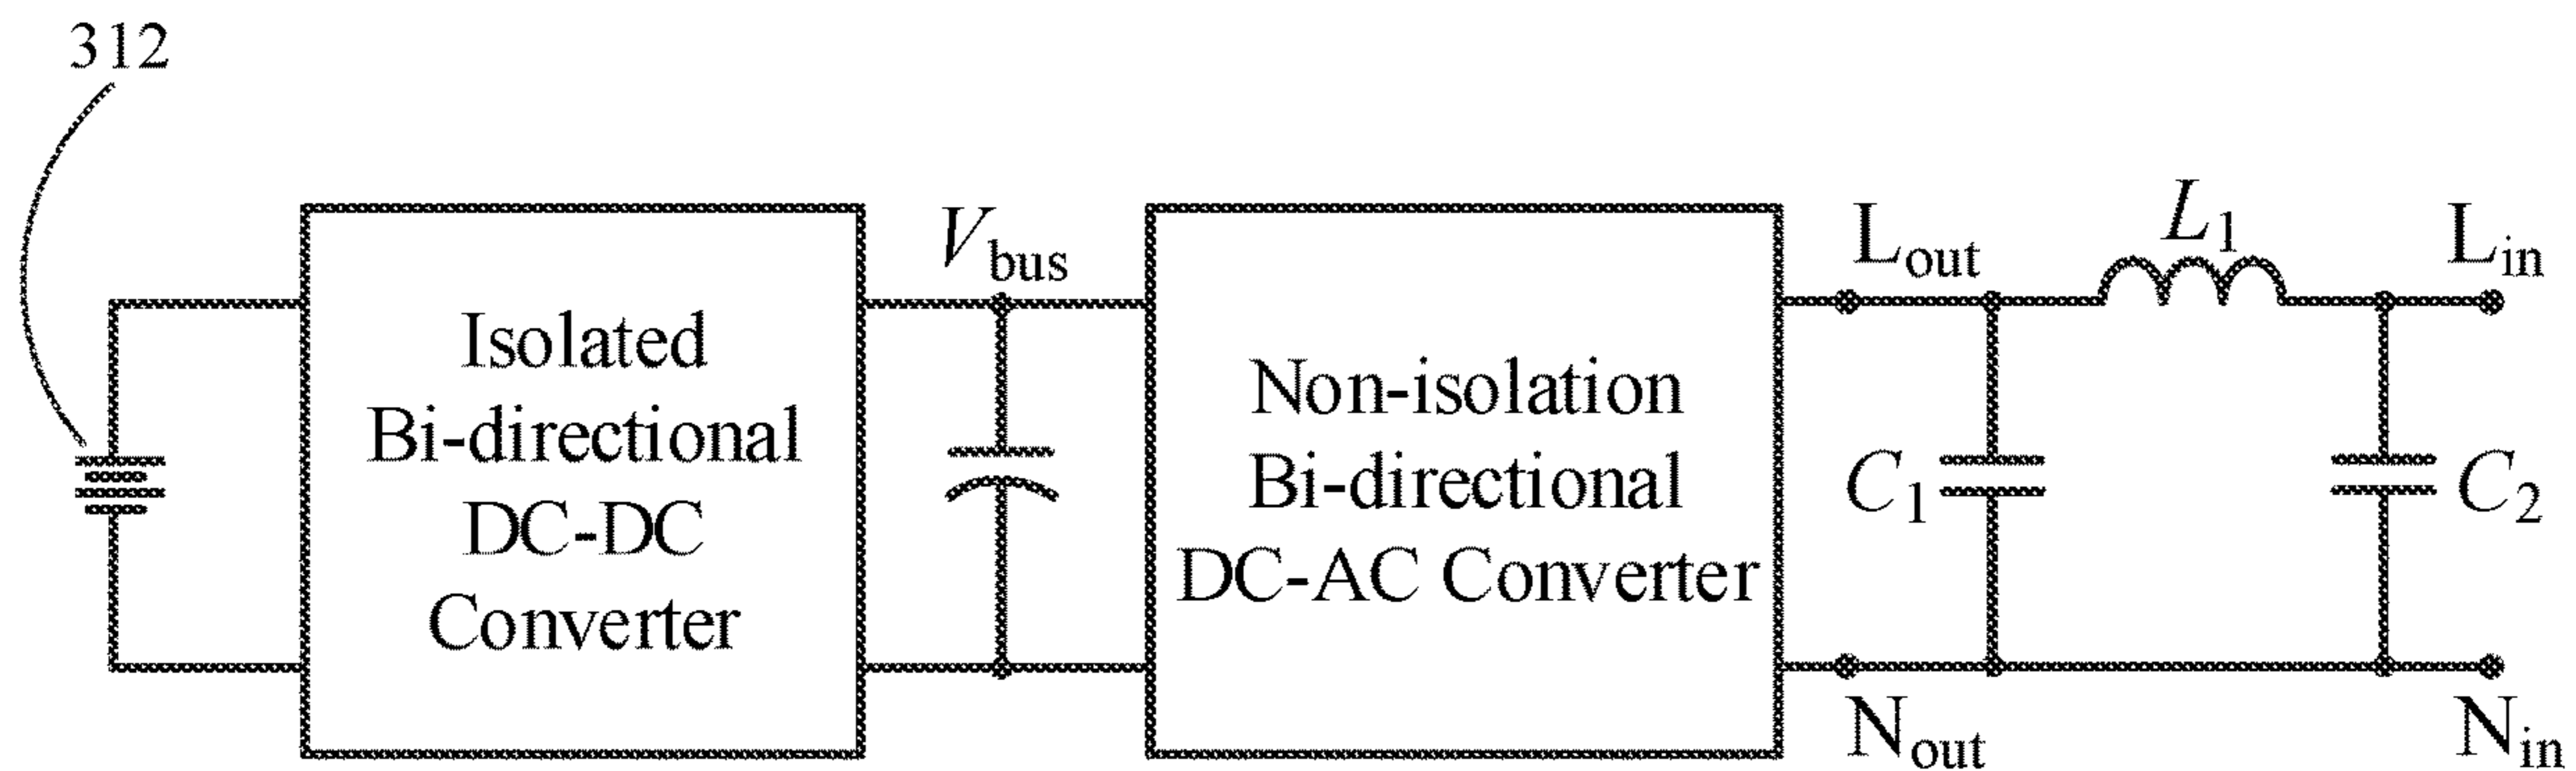 312
Isolated
Bi-directional
DC-DC
Converter
Vbus
Non-isolation
Bi-directional
DC-AC Converter
Lout
L1
Lin
C1
C2
Nout
Nin